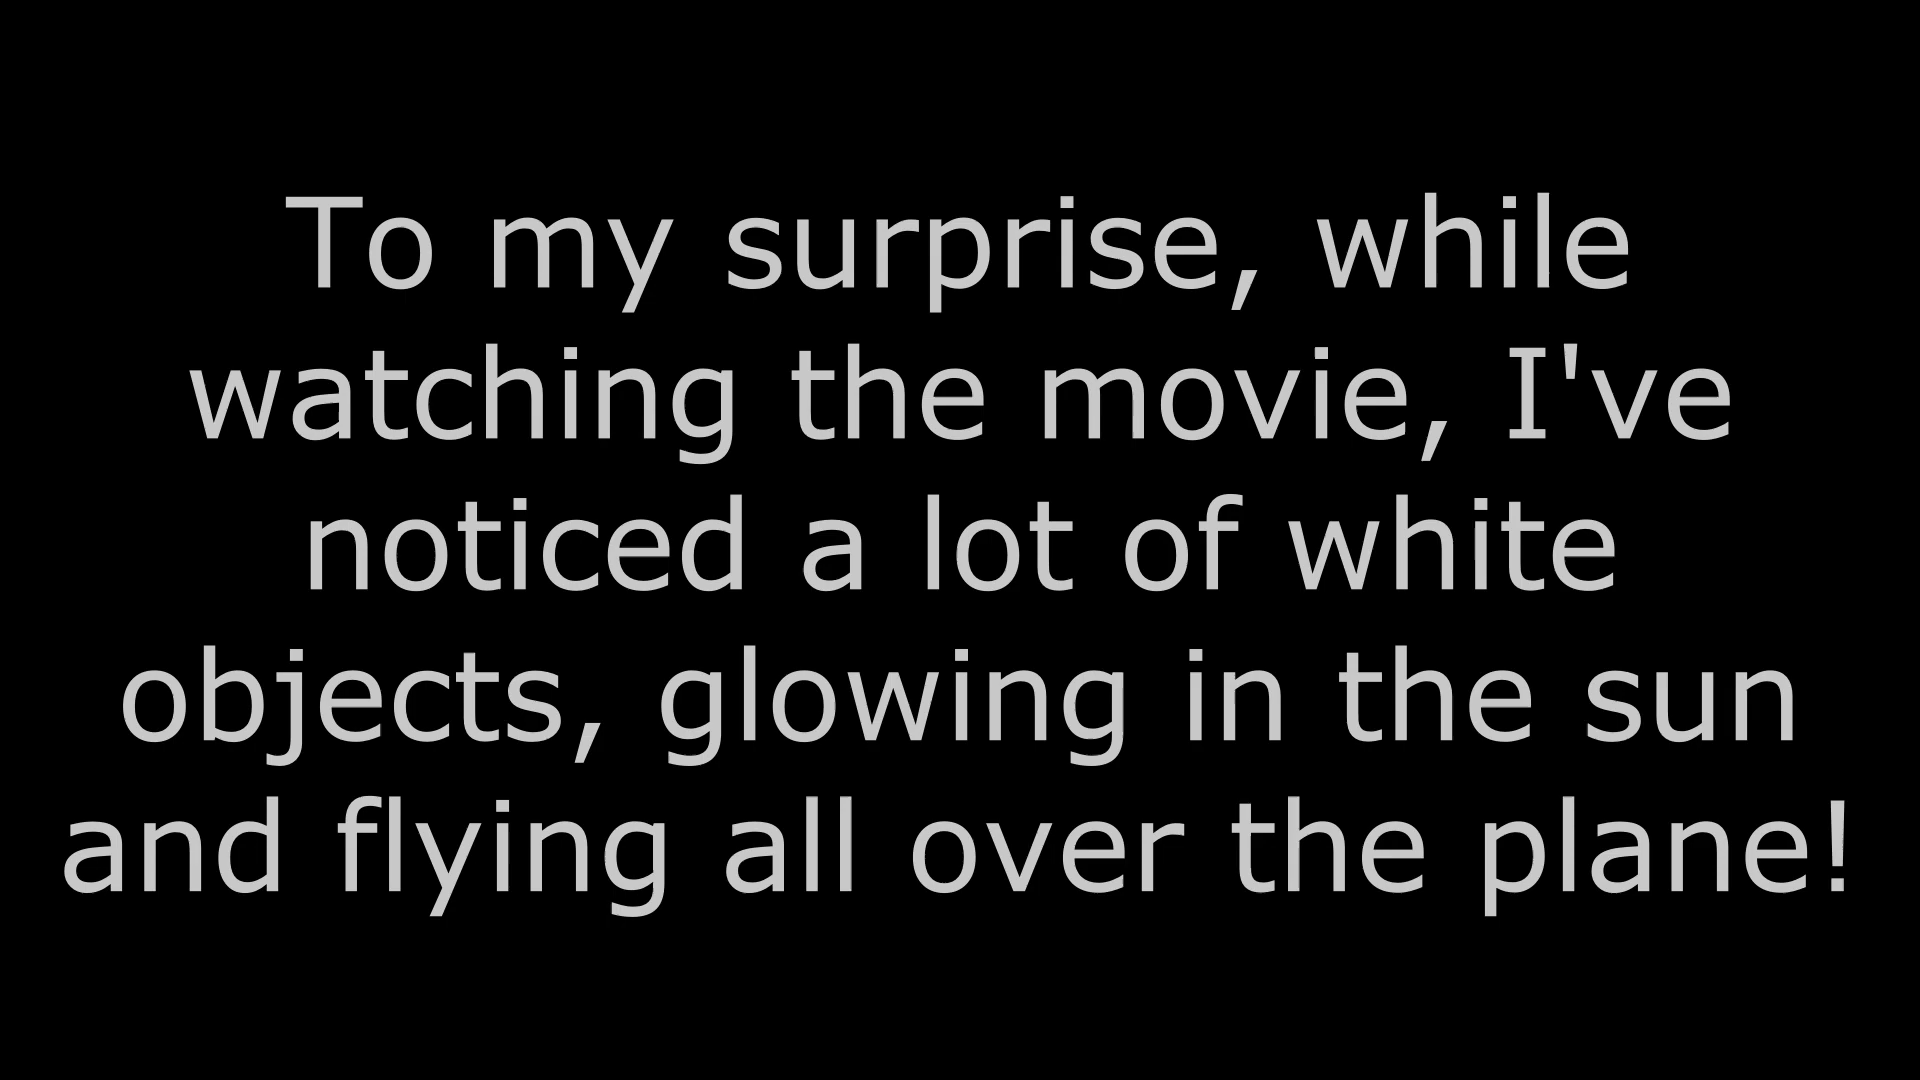 To my surprise, while
watching the movie, I've
noticed a lot of white
objects, glowing in the sun
and flying all over the plane!